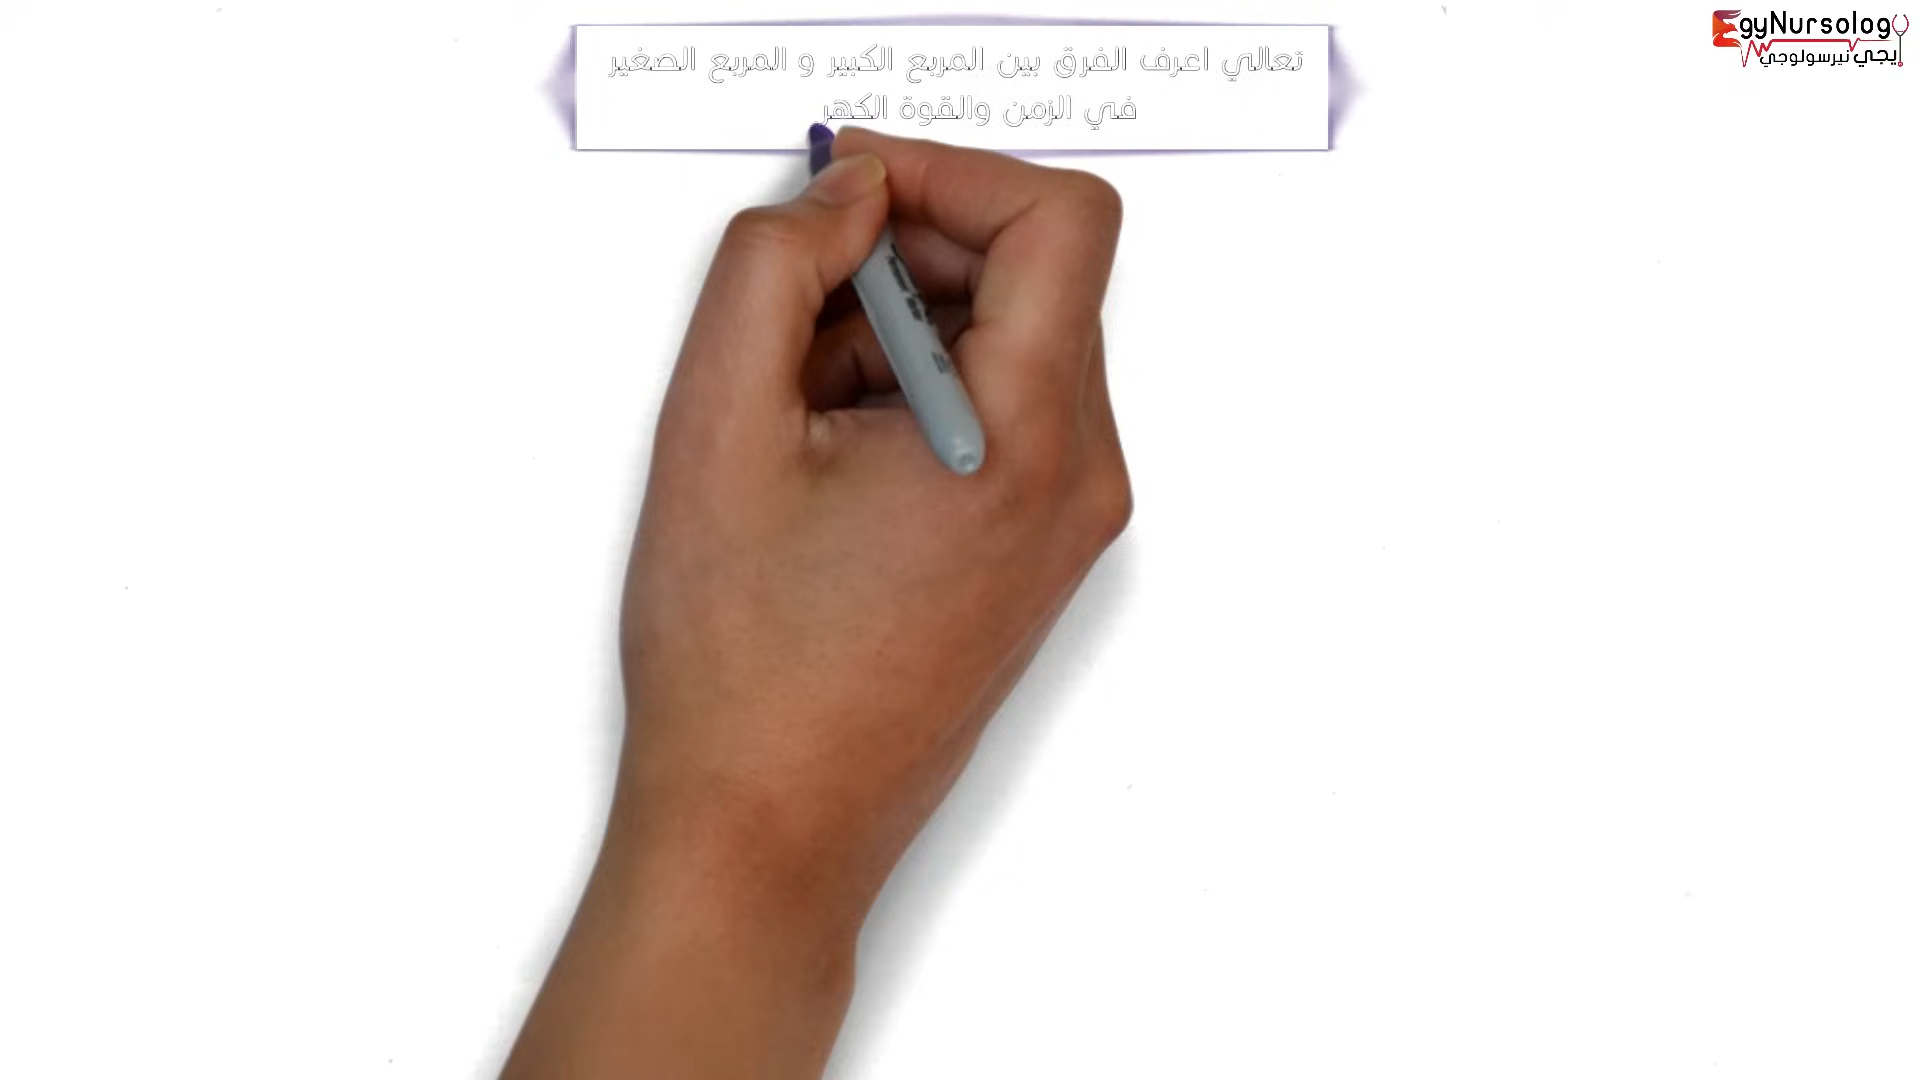 تعالي اعرف الفرق بين المربع الكبير و المربع الصغير
في الزمن والقوة الكهر
EgyNursology
إيجي نيرسولوجي